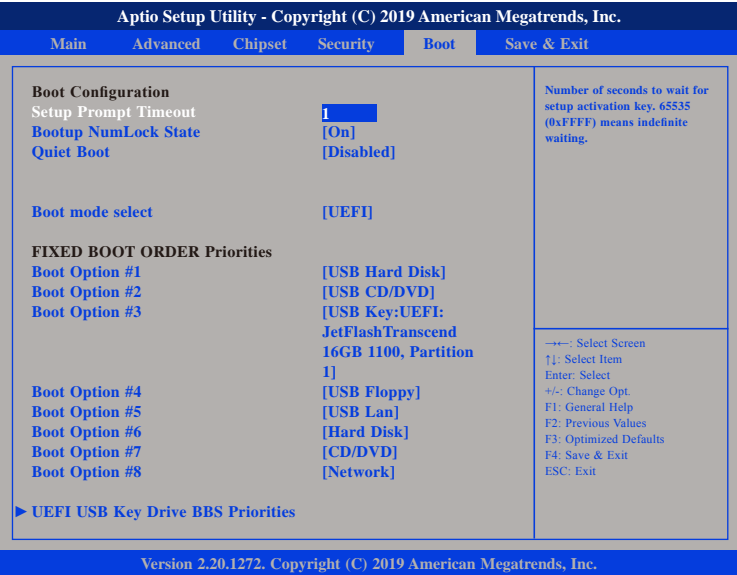 Aptio Setup Utility - Copyright (C) 2019 American Megatrends, Inc.
Main Advanced Chipset Security Boot Save & Exit
Boot Configuration
Setup Prompt Timeout 1
Bootup NumLock State [On]
Quiet Boot [Disabled]
Boot mode select [UEFI]
FIXED BOOT ORDER Priorities
Boot Option #1 [USB Hard Disk]
Boot Option #2 [USB CD/DVD]
Boot Option #3 [USB Key:UEFI:
JetFlashTranscend
16GB 1100, Partition
1]
Boot Option #4 [USB Floppy]
Boot Option #5 [USB Lan]
Boot Option #6 [Hard Disk]
Boot Option #7 [CD/DVD]
Boot Option #8 [Network]
▶ UEFI USB Key Drive BBS Priorities
Number of seconds to wait for
setup activation key. 65535
(0xFFFF) means indefinite
waiting.
→←: Select Screen
↑↓: Select Item
Enter: Select
+/-: Change Opt.
F1: General Help
F2: Previous Values
F3: Optimized Defaults
F4: Save & Exit
ESC: Exit
Version 2.20.1272. Copyright (C) 2019 American Megatrends, Inc.